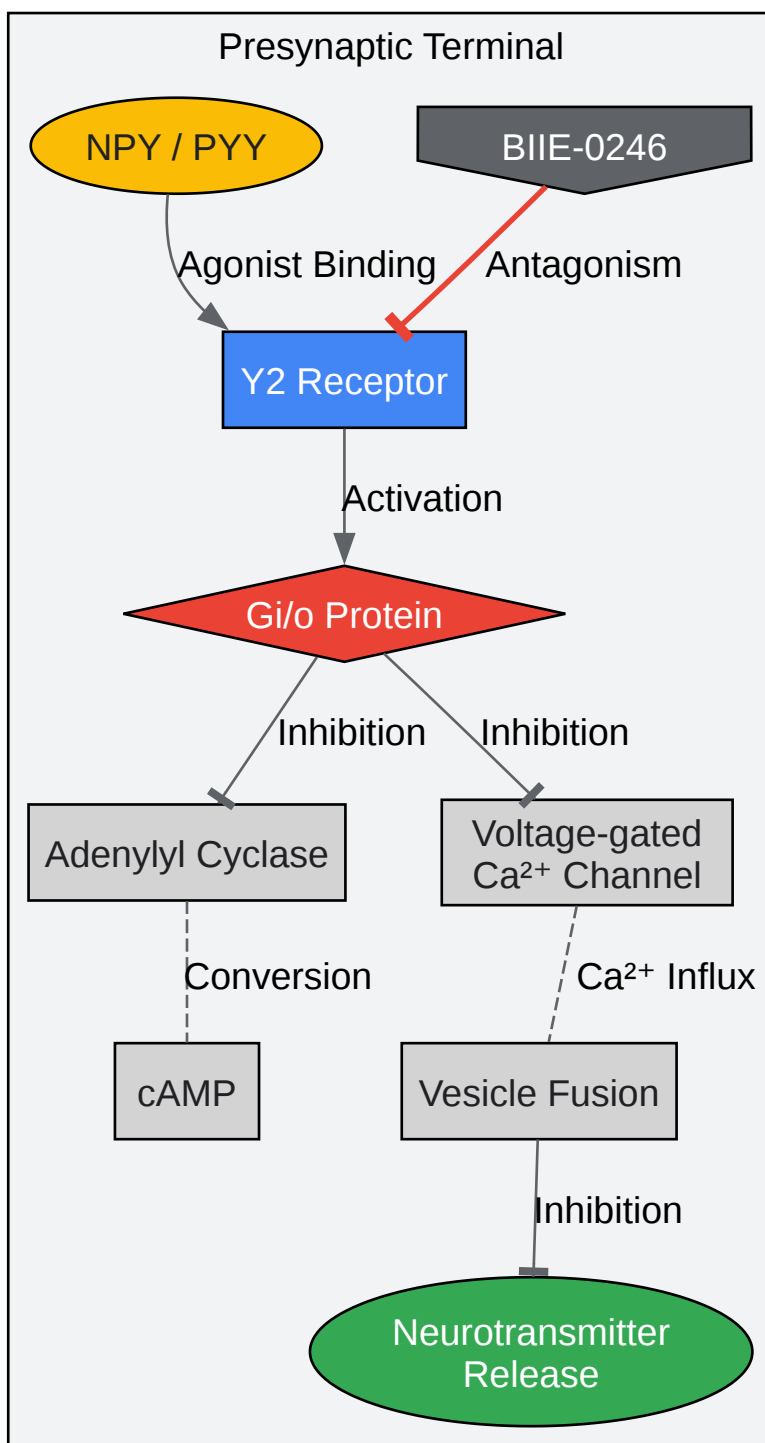 Presynaptic Terminal
NPY / PYY
BIIE-0246
Agonist Binding
Antagonism
Y2 Receptor
Activation
Gi/o Protein
Inhibition
Inhibition
Adenylyl Cyclase
Voltage-gated
Ca²⁺ Channel
Conversion
Ca²⁺ Influx
cAMP
Vesicle Fusion
Inhibition
Neurotransmitter
Release